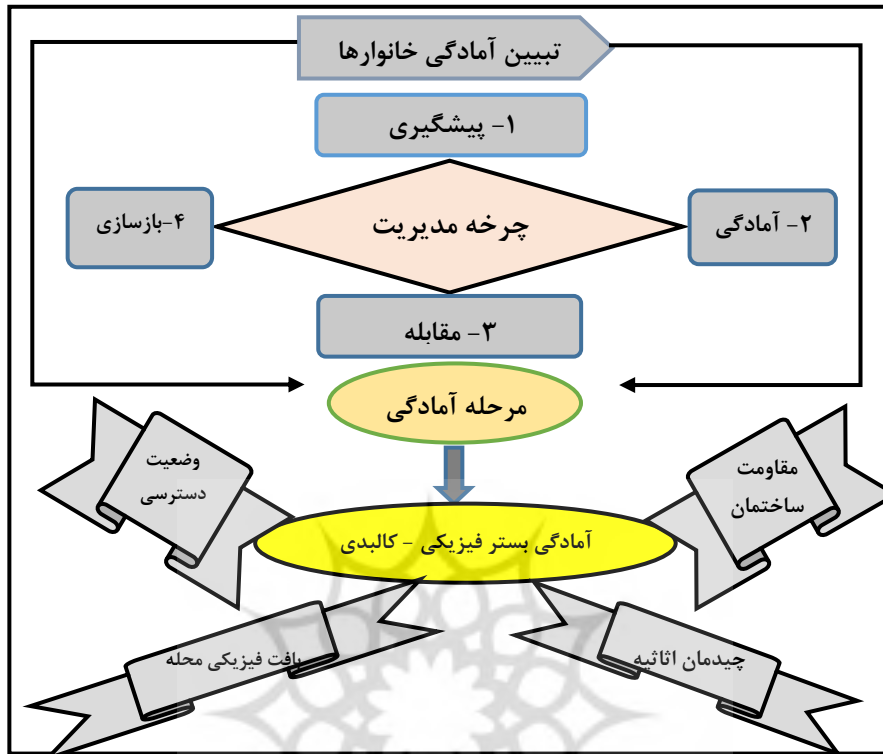 تبیین آمادگی خانوارها
۱- پیشگیری
۲- آمادگی
چرخه مدیریت
۴-بازسازی
۳- مقابله
مرحله آمادگی
مقاومت
ساختمان
وضعیت
دسترسی
آمادگی بستر فیزیکی - کالبدی
چیدمان اثاثیه
بافت فیزیکی محله